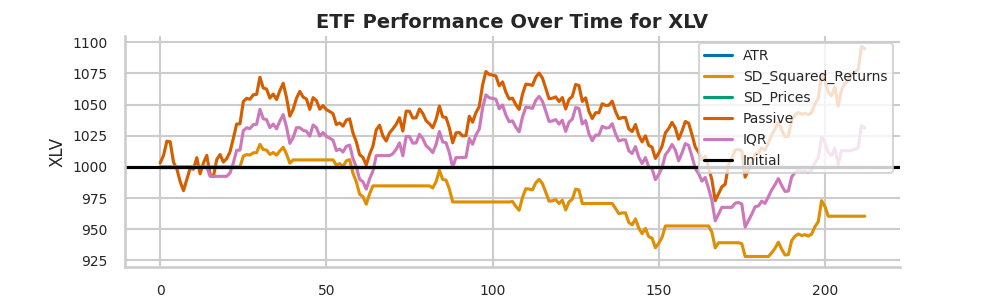 ETF Performance Over Time for XLV
XLV
1100
1075
1050
1025
1000
975
950
925
0
50
100
150
200
ATR
SD_Squared_Returns
SD_Prices
Passive
IQR
Initial